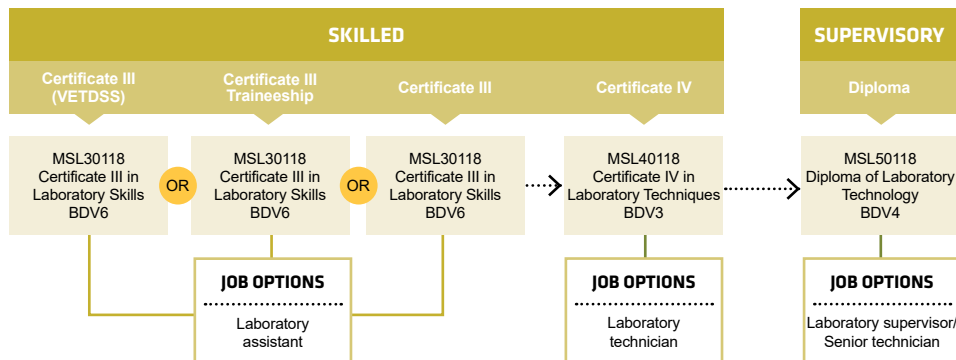 SKILLED
SUPERVISORY
Certificate III
(VETDSS)
Certificate III
Traineeship
Certificate III
Certificate IV
Diploma
MSL30118
Certificate III in
Laboratory Skills
BDV6
OR
MSL30118
Certificate III in
Laboratory Skills
BDV6
OR
MSL30118
Certificate III in
Laboratory Skills
BDV6
MSL40118
Certificate IV in
Laboratory Techniques
BDV3
MSL50118
Diploma of Laboratory
Technology
BDV4
JOB OPTIONS
Laboratory
assistant
JOB OPTIONS
Laboratory
technician
JOB OPTIONS
Laboratory supervisor/
Senior technician